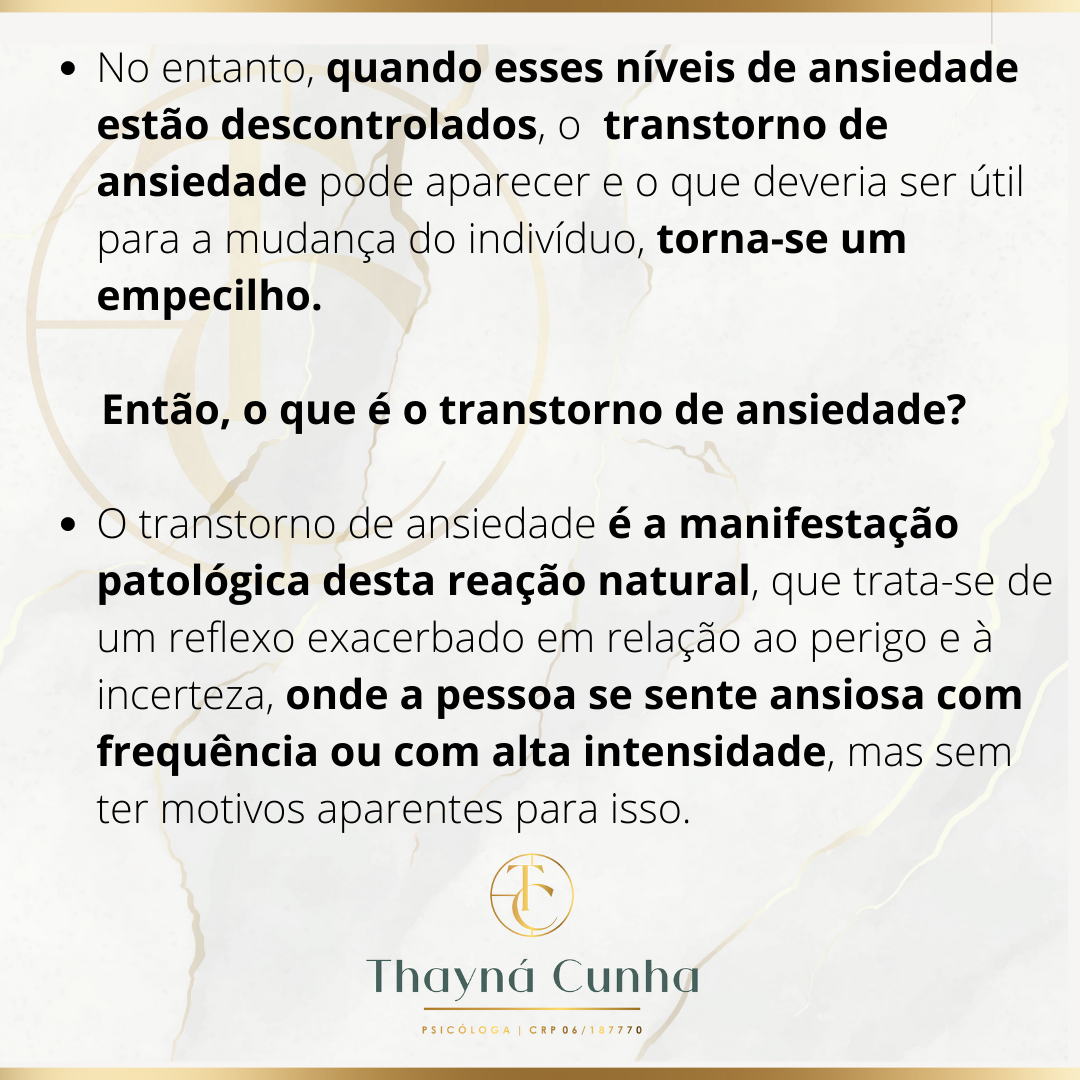 • No entanto, quando esses níveis de ansiedade
estão descontrolados, o transtorno de
ansiedade pode aparecer e o que deveria ser útil
para a mudança do indivíduo, torna-se um
empecilho.
Então, o que é o transtorno de ansiedade?
• O transtorno de ansiedade é a manifestação
patológica desta reação natural, que trata-se de
um reflexo exacerbado em relação ao perigo e à
incerteza, onde a pessoa se sente ansiosa com
frequência ou com alta intensidade, mas sem
ter motivos aparentes para isso.
TC
Thayná Cunha
PSICÓLOGA | CRP 06/187770